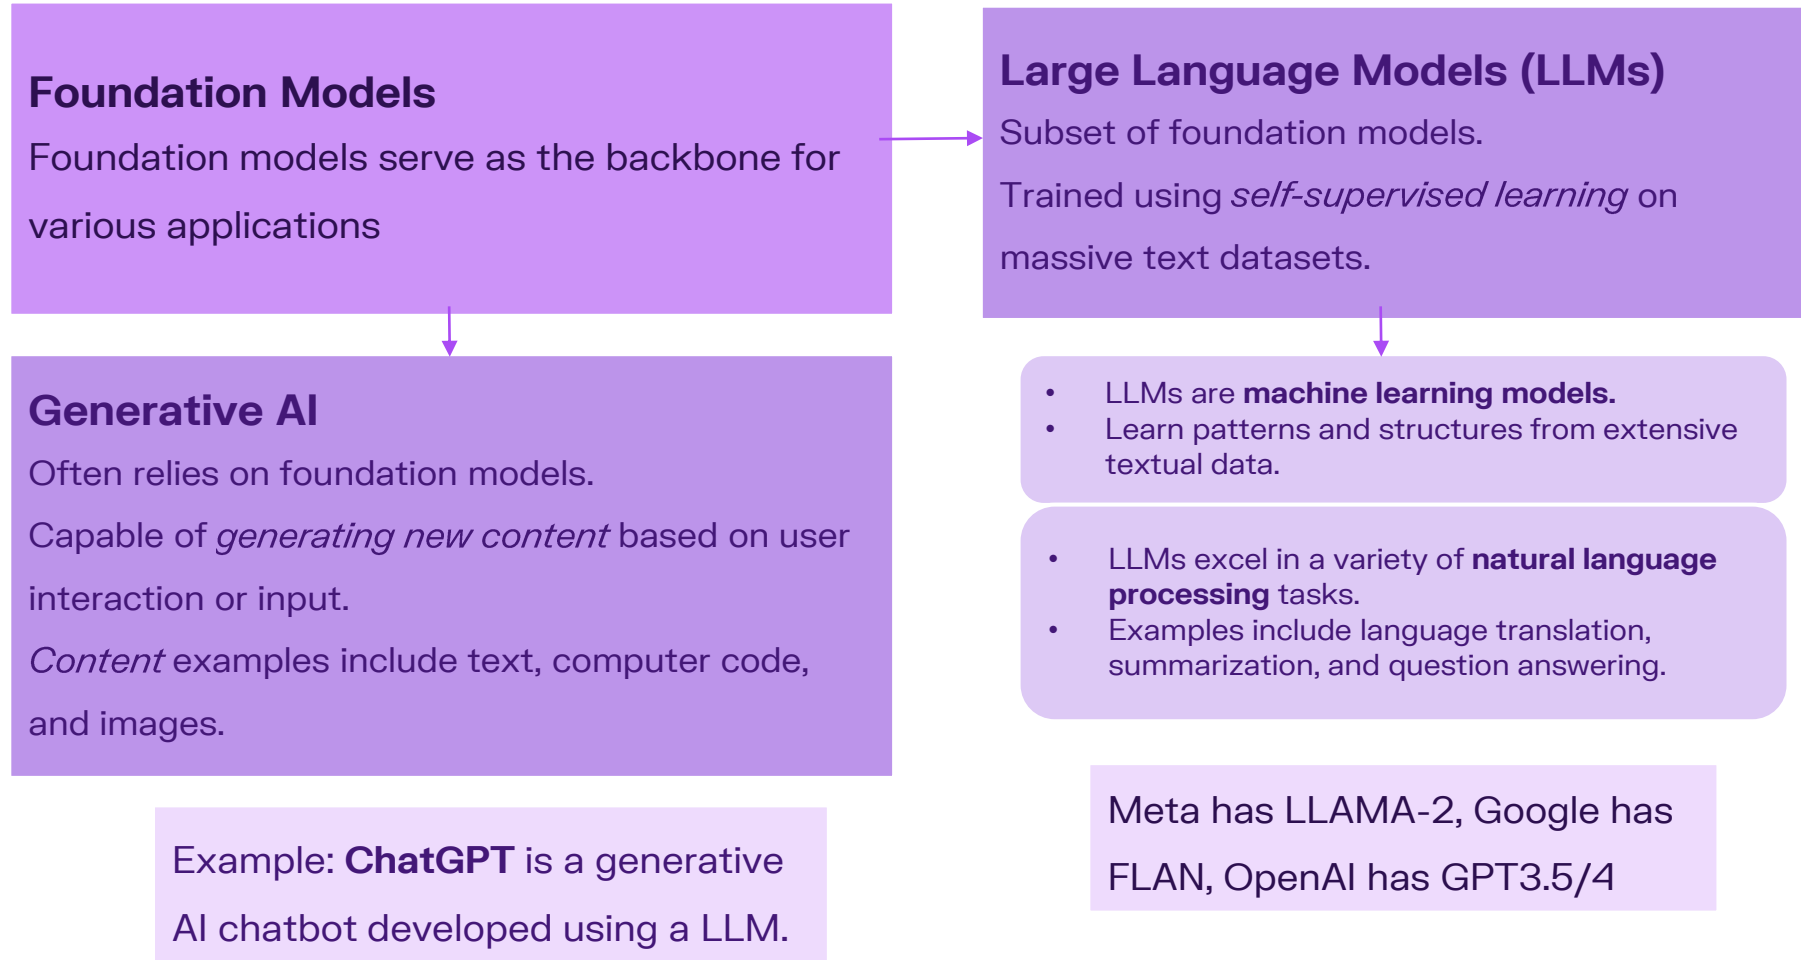 Foundation Models
Foundation models serve as the backbone for
various applications
Large Language Models (LLMs)
Subset of foundation models.
Trained using self-supervised learning on
massive text datasets.
Generative AI
Often relies on foundation models.
Capable of generating new content based on user
interaction or input.
Content examples include text, computer code,
and images.
• LLMs are machine learning models.
• Learn patterns and structures from extensive
textual data.
• LLMs excel in a variety of natural language
processing tasks.
• Examples include language translation,
summarization, and question answering.
Example: ChatGPT is a generative
AI chatbot developed using a LLM.
Meta has LLAMA-2, Google has
FLAN, OpenAI has GPT3.5/4